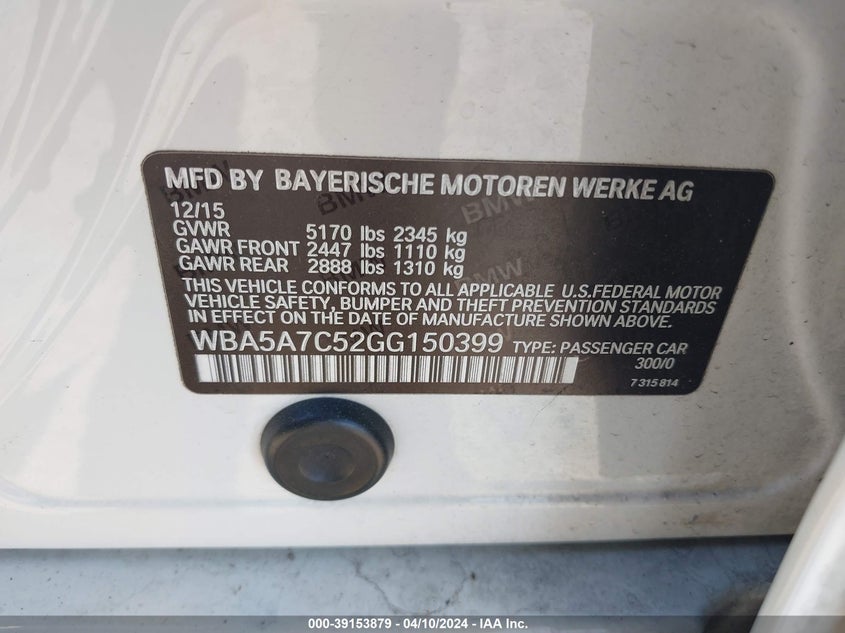 MFD BY BAYERISCHE MOTOREN WERKE AG
12/15
GVWR 5170 lbs 2345 kg
GAWR FRONT 2447 lbs 1110 kg
GAWR REAR 2888 lbs 1310 kg
THIS VEHICLE CONFORMS TO ALL APPLICABLE U.S.FEDERAL MOTOR
VEHICLE SAFETY, BUMPER AND THEFT PREVENTION STANDARDS
IN EFFECT ON THE DATE OF MANUFACTURE SHOWN ABOVE.
WBA5A7C52GG150399 TYPE: PASSENGER CAR
300/0
7 315 814
000-39153879 - 04/10/2024 - IAA Inc.